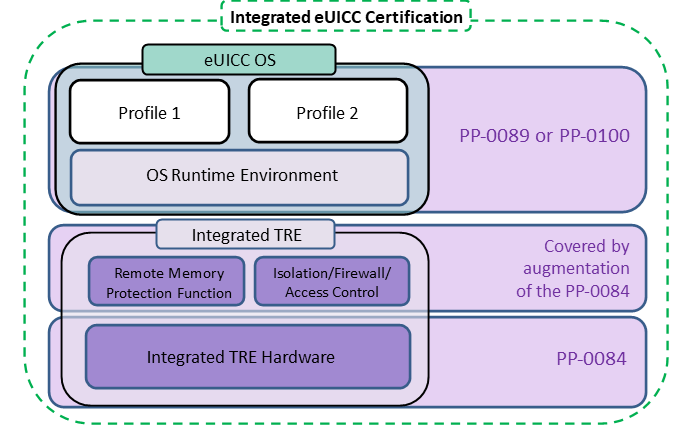 Integrated eUICC Certification
eUICC OS
Profile 1
Profile 2
PP-0089 or PP-0100
OS Runtime Environment
Integrated TRE
Remote Memory
Protection Function
Isolation/Firewall/
Access Control
Covered by
augmentation
of the PP-0084
Integrated TRE Hardware
PP-0084